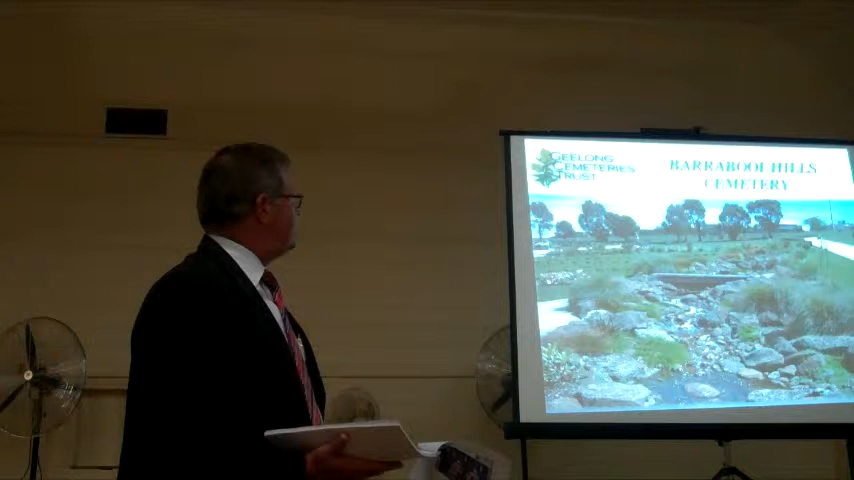 GEELONG
CEMETERIES
TRUST
BARRABOOL HILLS
CEMETERY